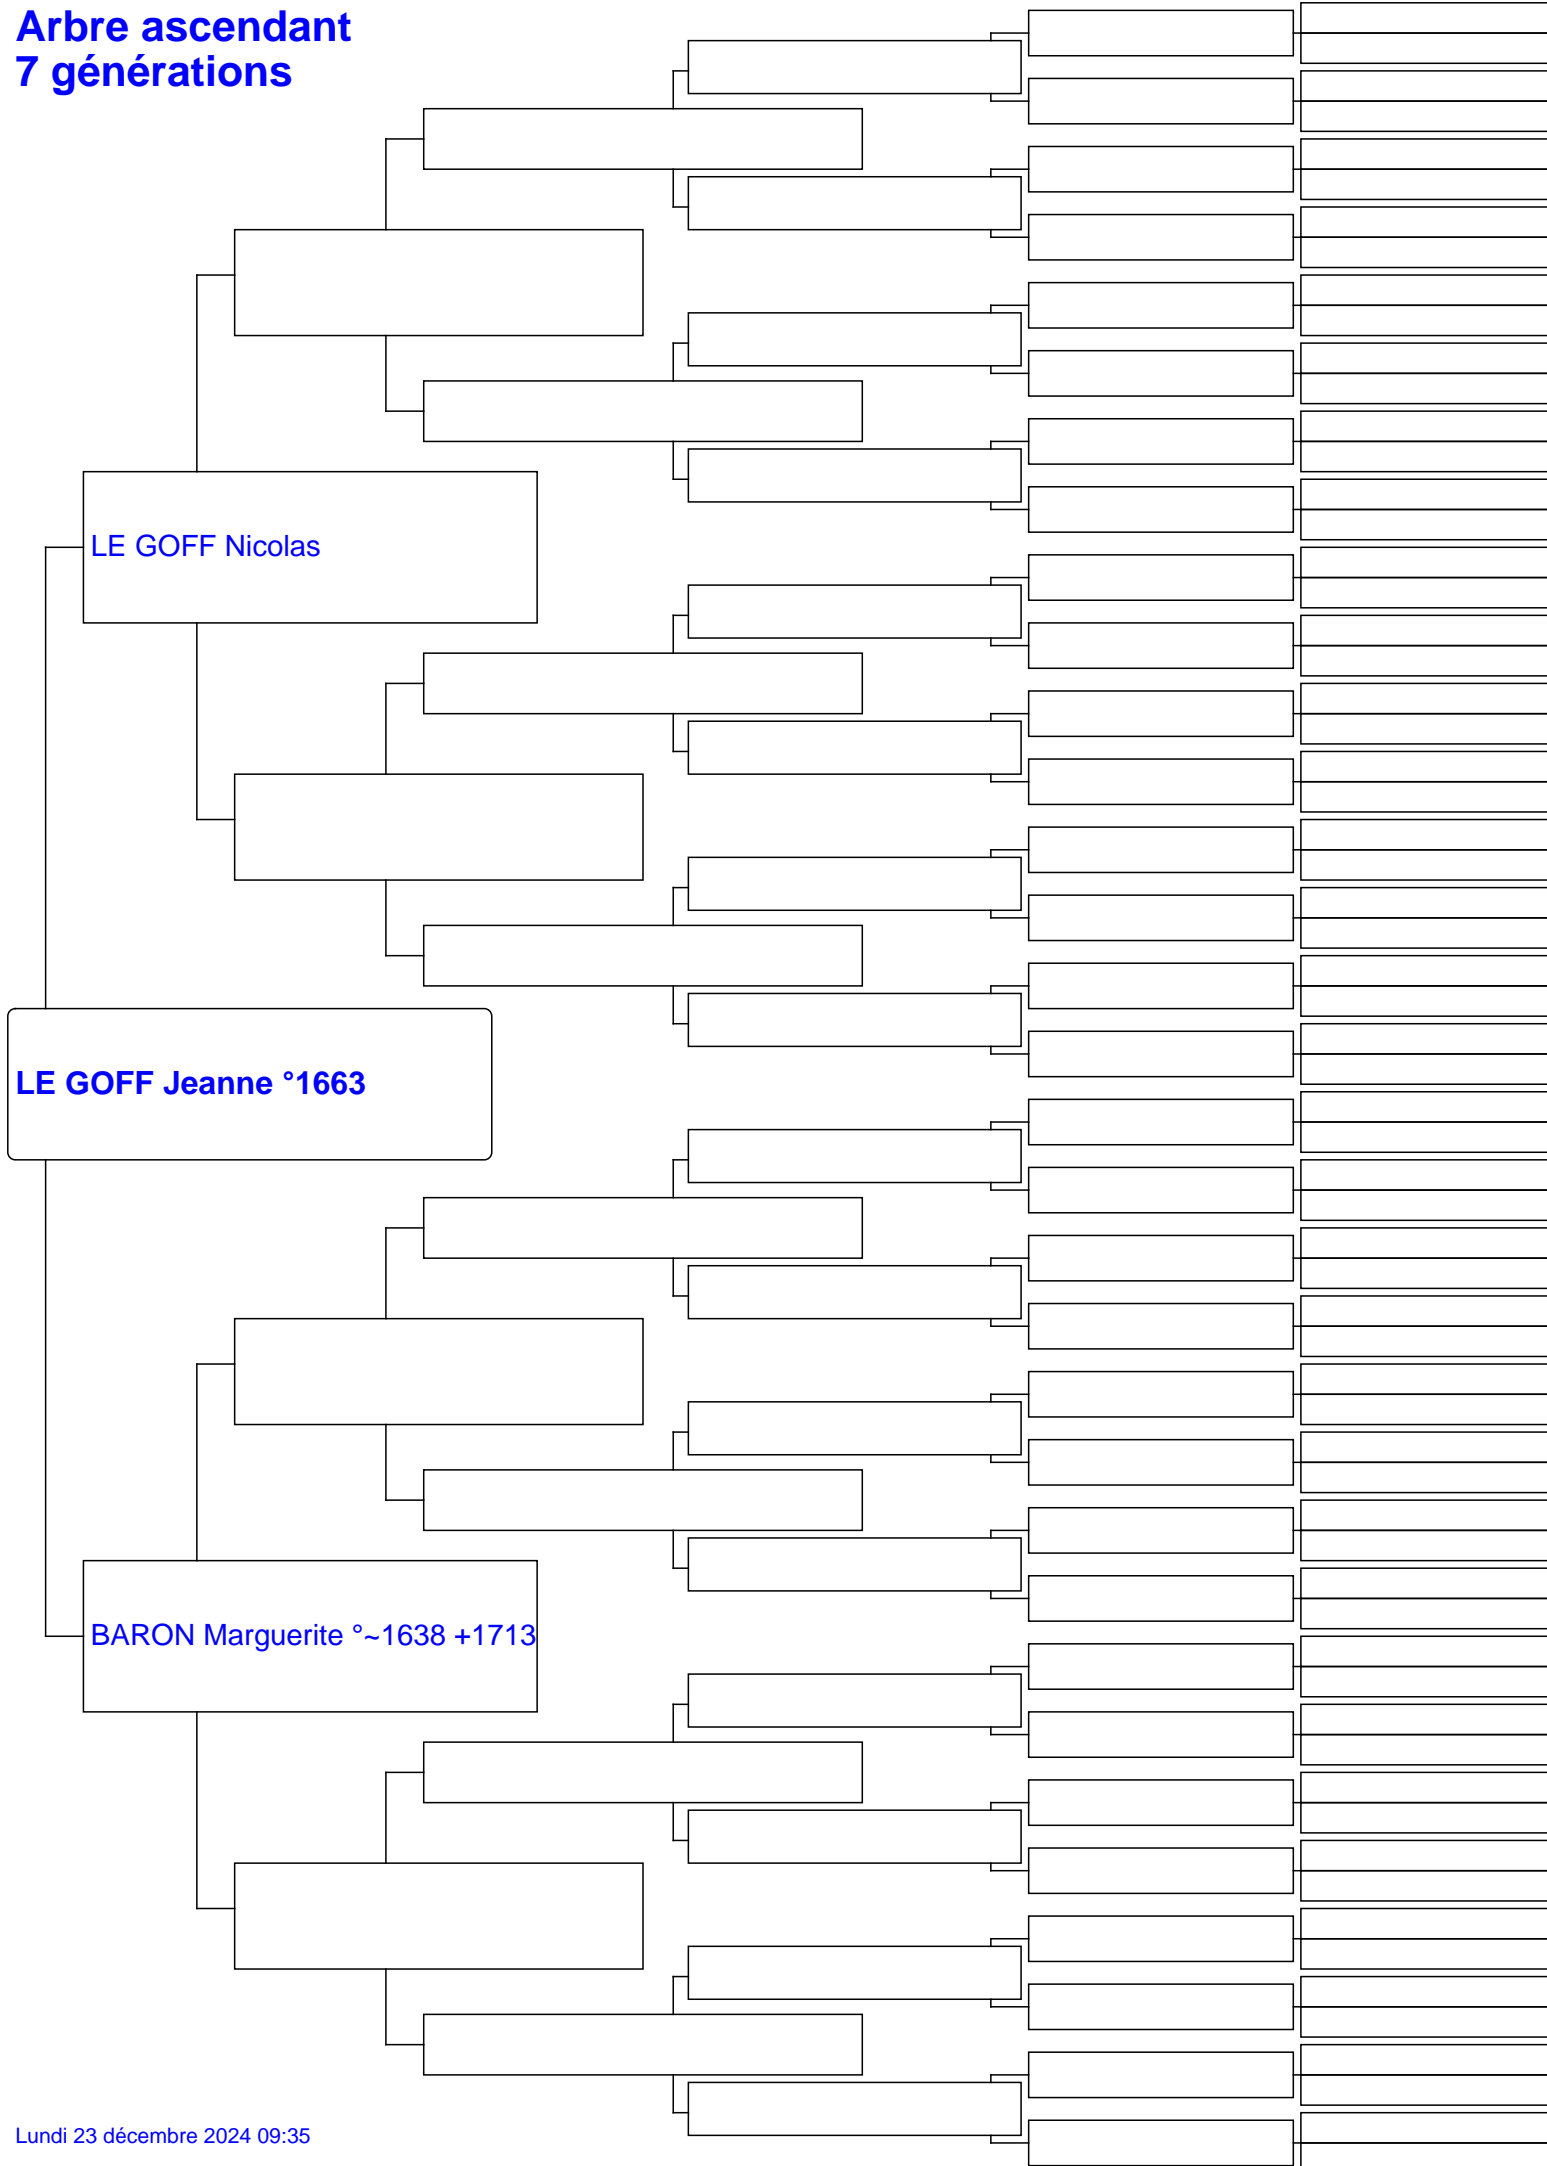 Arbre ascendant
7 générations
LE GOFF Nicolas
LE GOFF Jeanne °1663
BARON Marguerite °~1638 +1713
Lundi 23 décembre 2024 09:35